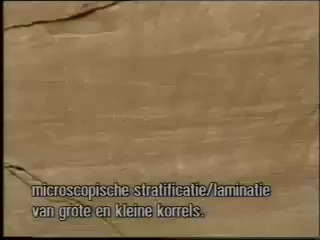 microscopische stratificatie/laminatie
van grote en kleine korrels.